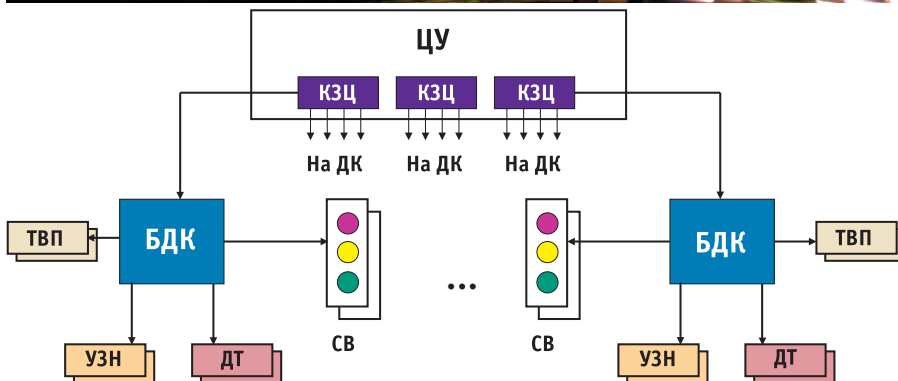 ЦУ
КЗЦ КЗЦ КЗЦ
На ДК На ДК На ДК
ТВП БДК ... БДК ТВП
СВ СВ
УЗН ДТ УЗН ДТ